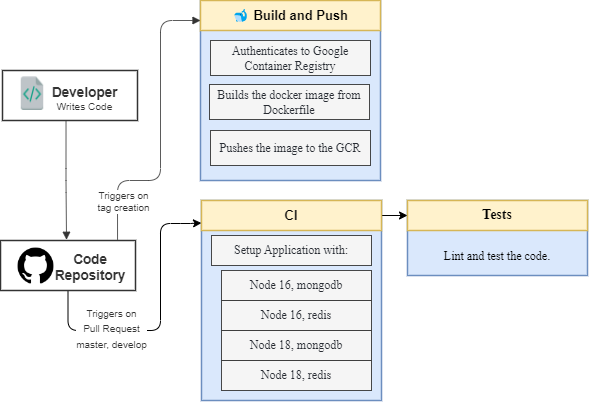 Developer
Writes Code
Code
Repository
Triggers on
tag creation
Triggers on
Pull Request
master, develop
Build and Push
Authenticates to Google
Container Registry
Builds the docker image from
Dockerfile
Pushes the image to the GCR
CI
Setup Application with:
Node 16, mongodb
Node 16, redis
Node 18, mongodb
Node 18, redis
Tests
Lint and test the code.